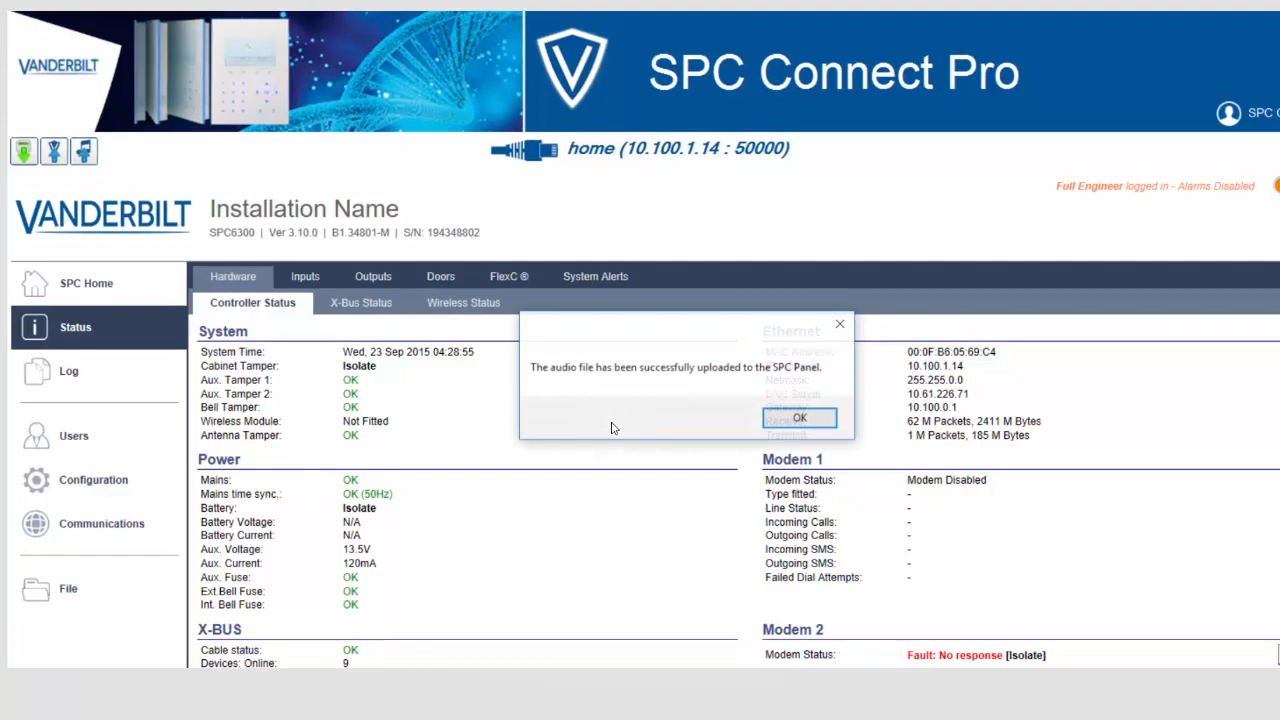 VANDERBILT
SPC Connect Pro
SPC
home (10.100.1.14 : 50000)
Full Engineer logged in - Alarms Disabled
VANDERBILT
Installation Name
SPC6300 | Ver 3.10.0 | B1.34801-M | S/N: 194348802
SPC Home
Status
Log
Users
Configuration
Communications
File
Hardware Inputs Outputs Doors FlexC ® System Alerts
Controller Status X-Bus Status Wireless Status
System
System Time: Wed, 23 Sep 2015 04:28:55
Cabinet Tamper: Isolate
Aux. Tamper 1: OK
Aux. Tamper 2: OK
Bell Tamper: OK
Wireless Module: Not Fitted
Antenna Tamper: OK
Power
Mains: OK
Mains time sync.: OK (50Hz)
Battery: Isolate
Battery Voltage: N/A
Battery Current: N/A
Aux. Voltage: 13.5V
Aux. Current: 120mA
Aux. Fuse: OK
Ext.Bell Fuse: OK
Int. Bell Fuse: OK
X-BUS
Cable status: OK
Devices: Online: 9
The audio file has been successfully uploaded to the SPC Panel.
OK
Ethernet
MAC Address: 00:0F:B6:05:69:C4
10.100.1.14
Netmask: 255.255.0.0
DNS Server: 10.61.226.71
Gateway: 10.100.0.1
62 M Packets, 2411 M Bytes
Transmit: 1 M Packets, 185 M Bytes
Modem 1
Modem Status: Modem Disabled
Type fitted: -
Line Status: -
Incoming Calls: -
Outgoing Calls: -
Incoming SMS: -
Outgoing SMS: -
Failed Dial Attempts: -
Modem 2
Modem Status: Fault: No response [Isolate]